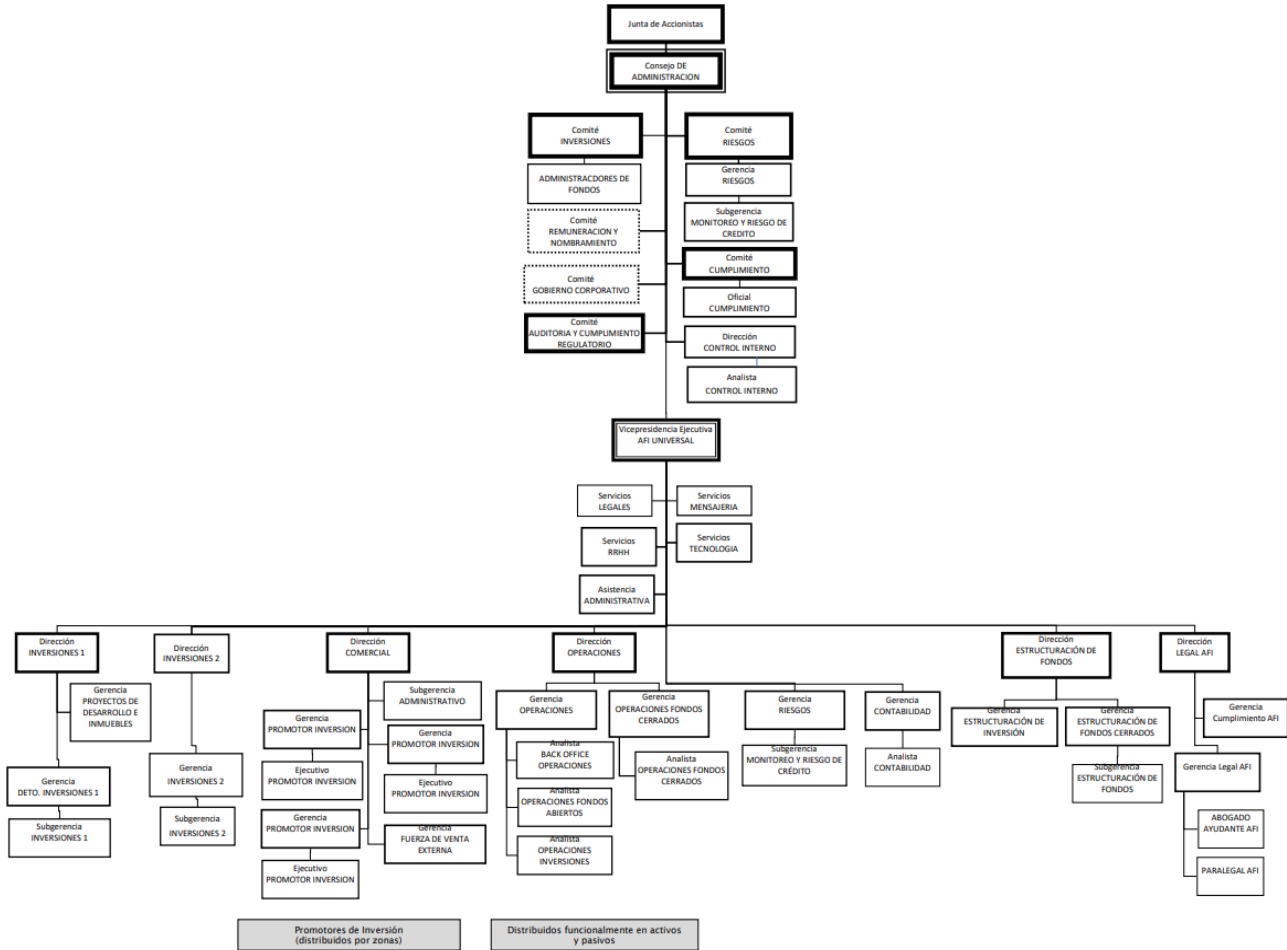 Junta de Accionistas
Consejo DE
ADMINISTRACION
Comité
INVERSIONES
Comité
RIESGOS
ADMINISTRACDORES DE
FONDOS
Gerencia
RIESGOS
Comité
REMUNERACION Y
NOMBRAMIENTO
Subgerencia
MONITOREO Y RIESGO DE
CREDITO
Comité
CUMPLIMIENTO
Comité
GOBIERNO CORPORATIVO
Oficial
CUMPLIMIENTO
Comité
AUDITORIA Y CUMPLIMIENTO
REGULATORIO
Dirección
CONTROL INTERNO
Analista
CONTROL INTERNO
Vicepresidencia Ejecutiva
AFI UNIVERSAL
Servicios
LEGALES
Servicios
MENSAJERIA
Servicios
RRHH
Servicios
TECNOLOGIA
Asistencia
ADMINISTRATIVA
Dirección
INVERSIONES 1
Dirección
INVERSIONES 2
Dirección
COMERCIAL
Dirección
OPERACIONES
Dirección
ESTRUCTURACIÓN DE
FONDOS
Dirección
LEGAL AFI
Gerencia
PROYECTOS DE
DESARROLLO E
INMUEBLES
Subgerencia
ADMINISTRATIVO
Gerencia
OPERACIONES
Gerencia
OPERACIONES FONDOS
CERRADOS
Gerencia
RIESGOS
Gerencia
CONTABILIDAD
Gerencia
ESTRUCTURACIÓN DE
INVERSIÓN
Gerencia
ESTRUCTURACIÓN DE
FONDOS CERRADOS
Gerencia
Cumplimiento AFI
Gerencia
PROMOTOR INVERSION
Gerencia
PROMOTOR INVERSION
Analista
BACK OFFICE
OPERACIONES
Analista
OPERACIONES FONDOS
CERRADOS
Subgerencia
MONITOREO Y RIESGO DE
CRÉDITO
Analista
CONTABILIDAD
Subgerencia
ESTRUCTURACIÓN DE
FONDOS
Gerencia Legal AFI
Gerencia
DETO. INVERSIONES 1
Gerencia
INVERSIONES 2
Ejecutivo
PROMOTOR INVERSION
Ejecutivo
PROMOTOR INVERSION
Analista
OPERACIONES FONDOS
ABIERTOS
Subgerencia
INVERSIONES 1
Subgerencia
INVERSIONES 2
Gerencia
PROMOTOR INVERSION
Gerencia
FUERZA DE VENTA
EXTERNA
Analista
OPERACIONES
INVERSIONES
ABOGADO
AYUDANTE AFI
Ejecutivo
PROMOTOR INVERSION
PARALEGAL AFI
Promotores de Inversión
(distribuidos por zonas)
Distribuidos funcionalmente en activos
y pasivos